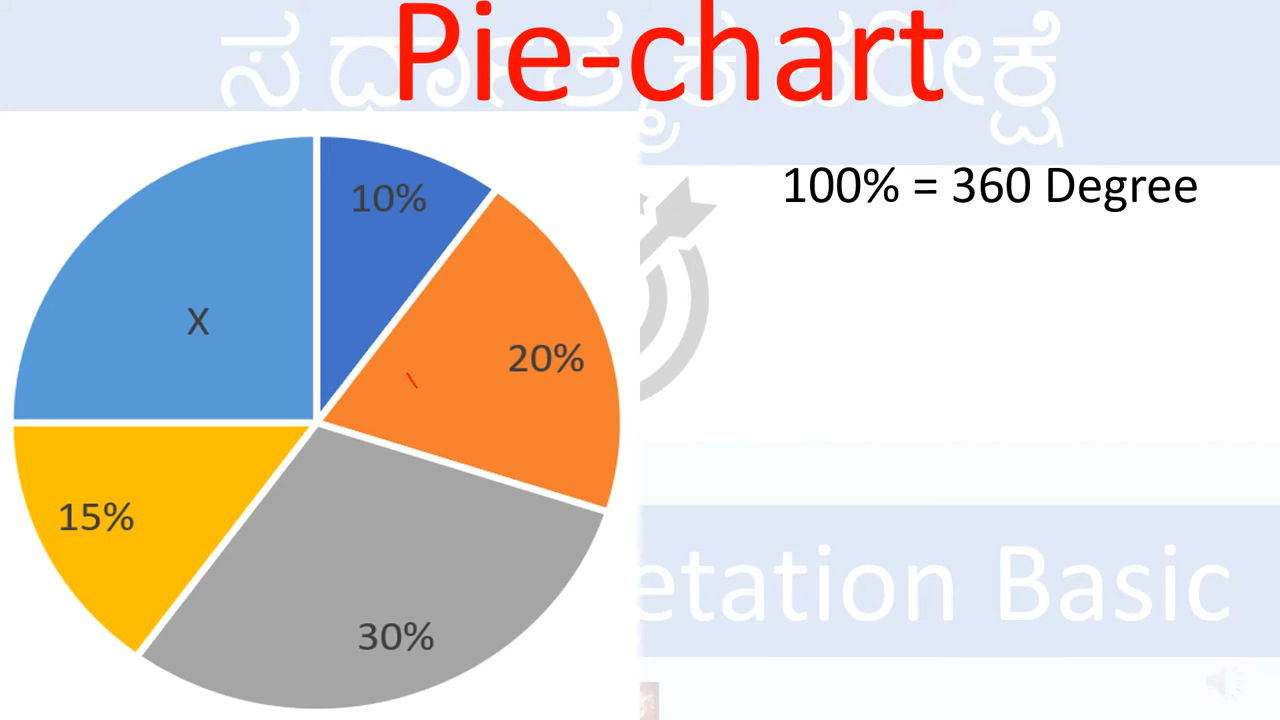 Pie-chart
100% = 360 Degree
10%
X
20%
15%
30%
etation Basic